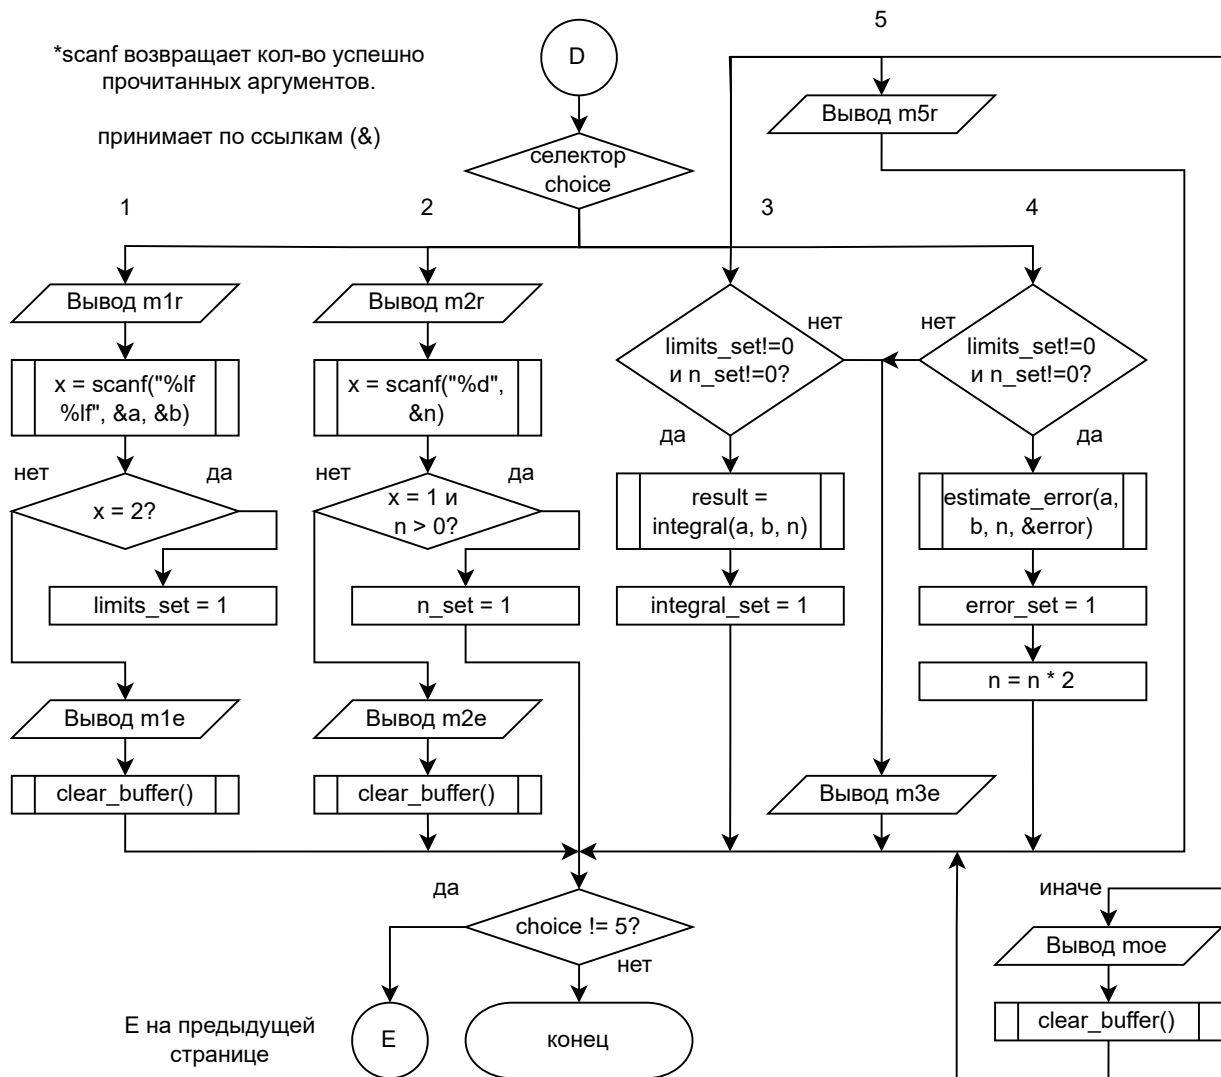 5
*scanf возвращает кол-во успешно
прочитанных аргументов.
принимает по ссылкам (&)
D
Вывод m5r
селектор
choice
1
2
3
4
Вывод m1r
Вывод m2r
limits_set!=0
и n_set!=0?
нет
нет
limits_set!=0
и n_set!=0?
x = scanf("%lf
%lf", &a, &b)
x = scanf("%d",
&n)
да
да
нет
да
нет
да
x = 2?
x = 1 и
n > 0?
result =
integral(a, b, n)
estimate_error(a,
b, n, &error)
limits_set = 1
n_set = 1
integral_set = 1
error_set = 1
n = n * 2
Вывод m1e
Вывод m2e
clear_buffer()
clear_buffer()
Вывод m3e
да
choice != 5?
нет
иначе
Вывод moe
clear_buffer()
E на предыдущей
странице
E
конец